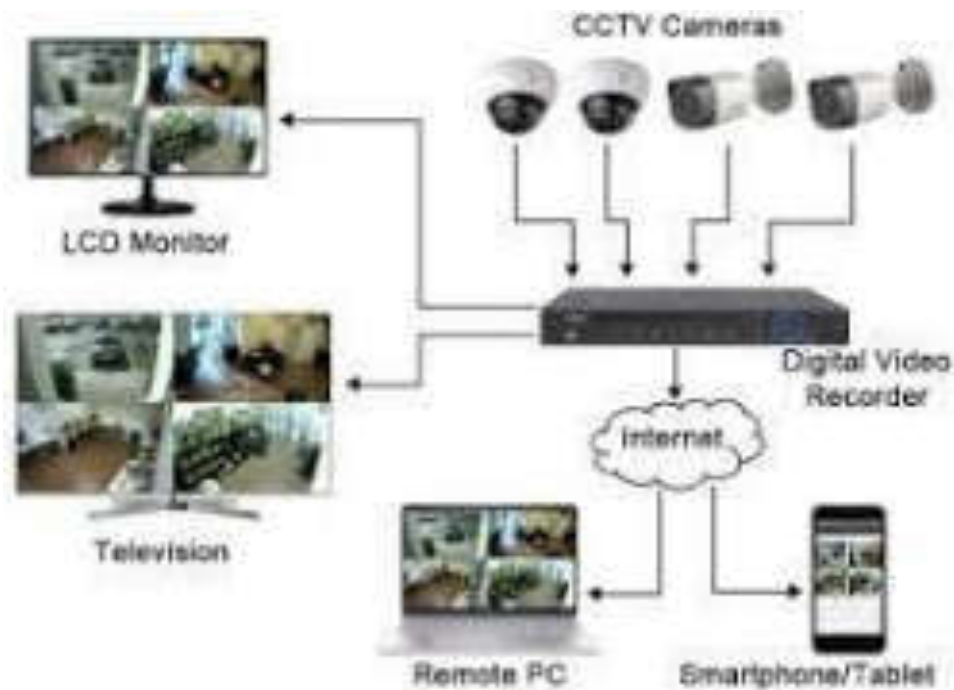 CCTV Cameras
LCD Monitor
Digital Video
Recorder
Internet
Television
Remote PC
Smartphone/Tablet